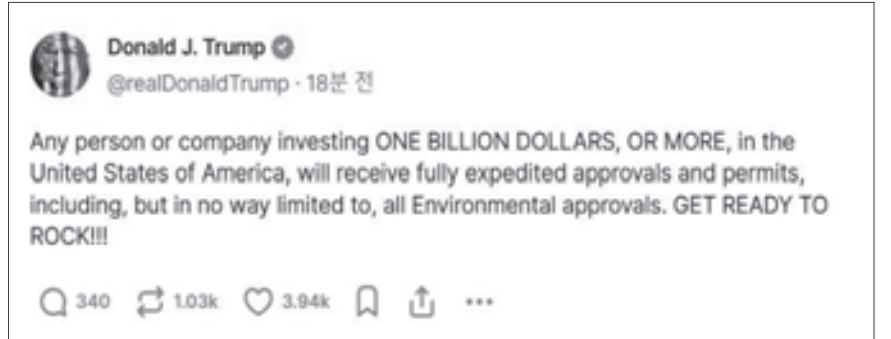 Donald J. Trump
@realDonaldTrump · 18분 전
Any person or company investing ONE BILLION DOLLARS, OR MORE, in the
United States of America, will receive fully expedited approvals and permits,
including, but in no way limited to, all Environmental approvals. GET READY TO
ROCK!!!
340 1.03k 3.94k